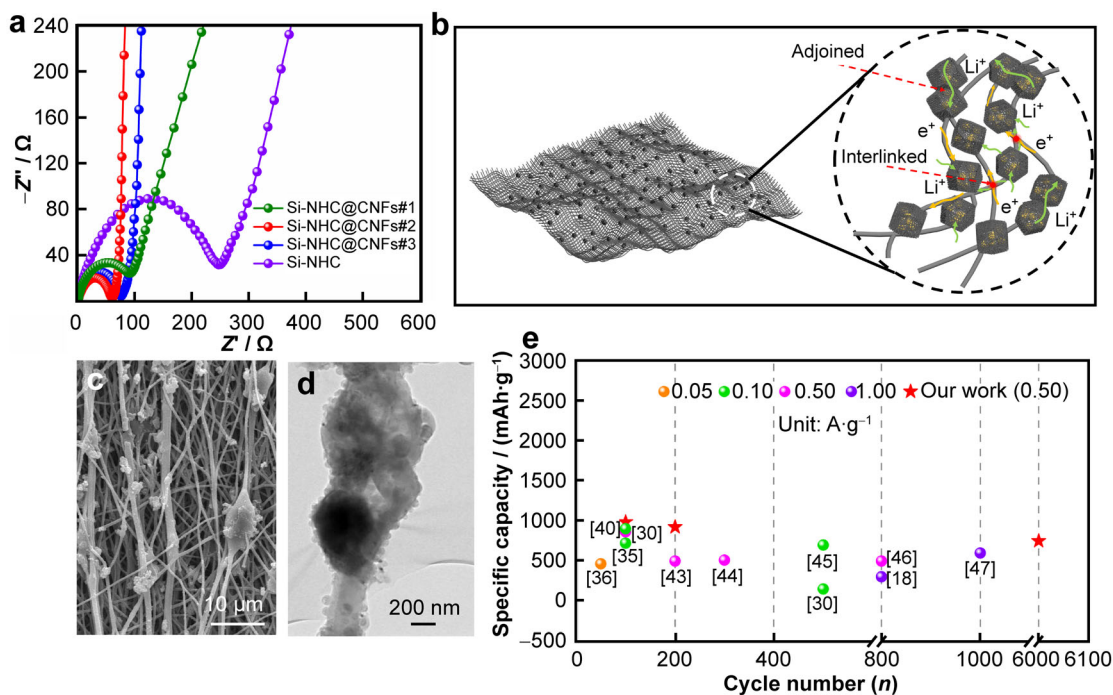 a
240
200
160
120
80
40
−Z″ / Ω
Si-NHC@CNFs#1
Si-NHC@CNFs#2
Si-NHC@CNFs#3
Si-NHC
0 100 200 300 400 500 600
Z′ / Ω
b
Adjoined
Li⁺
Li⁺
e⁺
e⁺
Interlinked
Li⁺
e⁺
c
10 µm
d
200 nm
e
3000
2500
2000
1500
1000
500
0
−500
Specific capacity / (mAh·g⁻¹)
0.05 0.10 0.50 1.00 Our work (0.50)
Unit: A·g⁻¹
[40] [30]
[35]
[36]
[43]
[44]
[45]
[30]
[46]
[18]
[47]
0 200 400 800 1000 6000 6100
Cycle number (n)